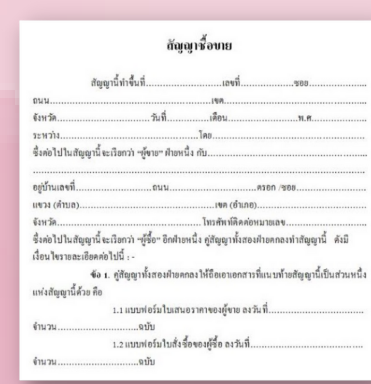 สัญญาซื้อขาย
สัญญานี้ทำขึ้นที่........................เลขที่................ซอย..................
ถนน..................................................เขต..................................................
จังหวัด..............................วันที่................เดือน..................พ.ศ.................
ระหว่าง..............................................โดย..............................................
ซึ่งต่อไปในสัญญานี้จะเรียกว่า “ผู้ขาย” ฝ่ายหนึ่ง กับ..........................................
....................................................................................................
อยู่บ้านเลขที่........................ถนน........................ตรอก /ซอย......................
แขวง (ตำบล)........................................เขต (อำเภอ)..................................
จังหวัด........................................โทรศัพท์ติดต่อหมายเลข............................
ซึ่งต่อไปในสัญญานี้จะเรียกว่า “ผู้ซื้อ” อีกฝ่ายหนึ่ง คู่สัญญาทั้งสองฝ่ายตกลงทำสัญญานี้ ดังมี
เงื่อนไขรายละเอียดต่อไปนี้ : -
ข้อ 1. คู่สัญญาทั้งสองฝ่ายตกลงให้ถือเอาเอกสารที่แนบท้ายสัญญานี้เป็นส่วนหนึ่ง
แห่งสัญญานี้ด้วย คือ
1.1 แบบฟอร์มใบเสนอราคาของผู้ขาย ลงวันที่..............................
จำนวน........................ฉบับ
1.2 แบบฟอร์มใบสั่งซื้อของผู้ซื้อ ลงวันที่....................................
จำนวน........................ฉบับ